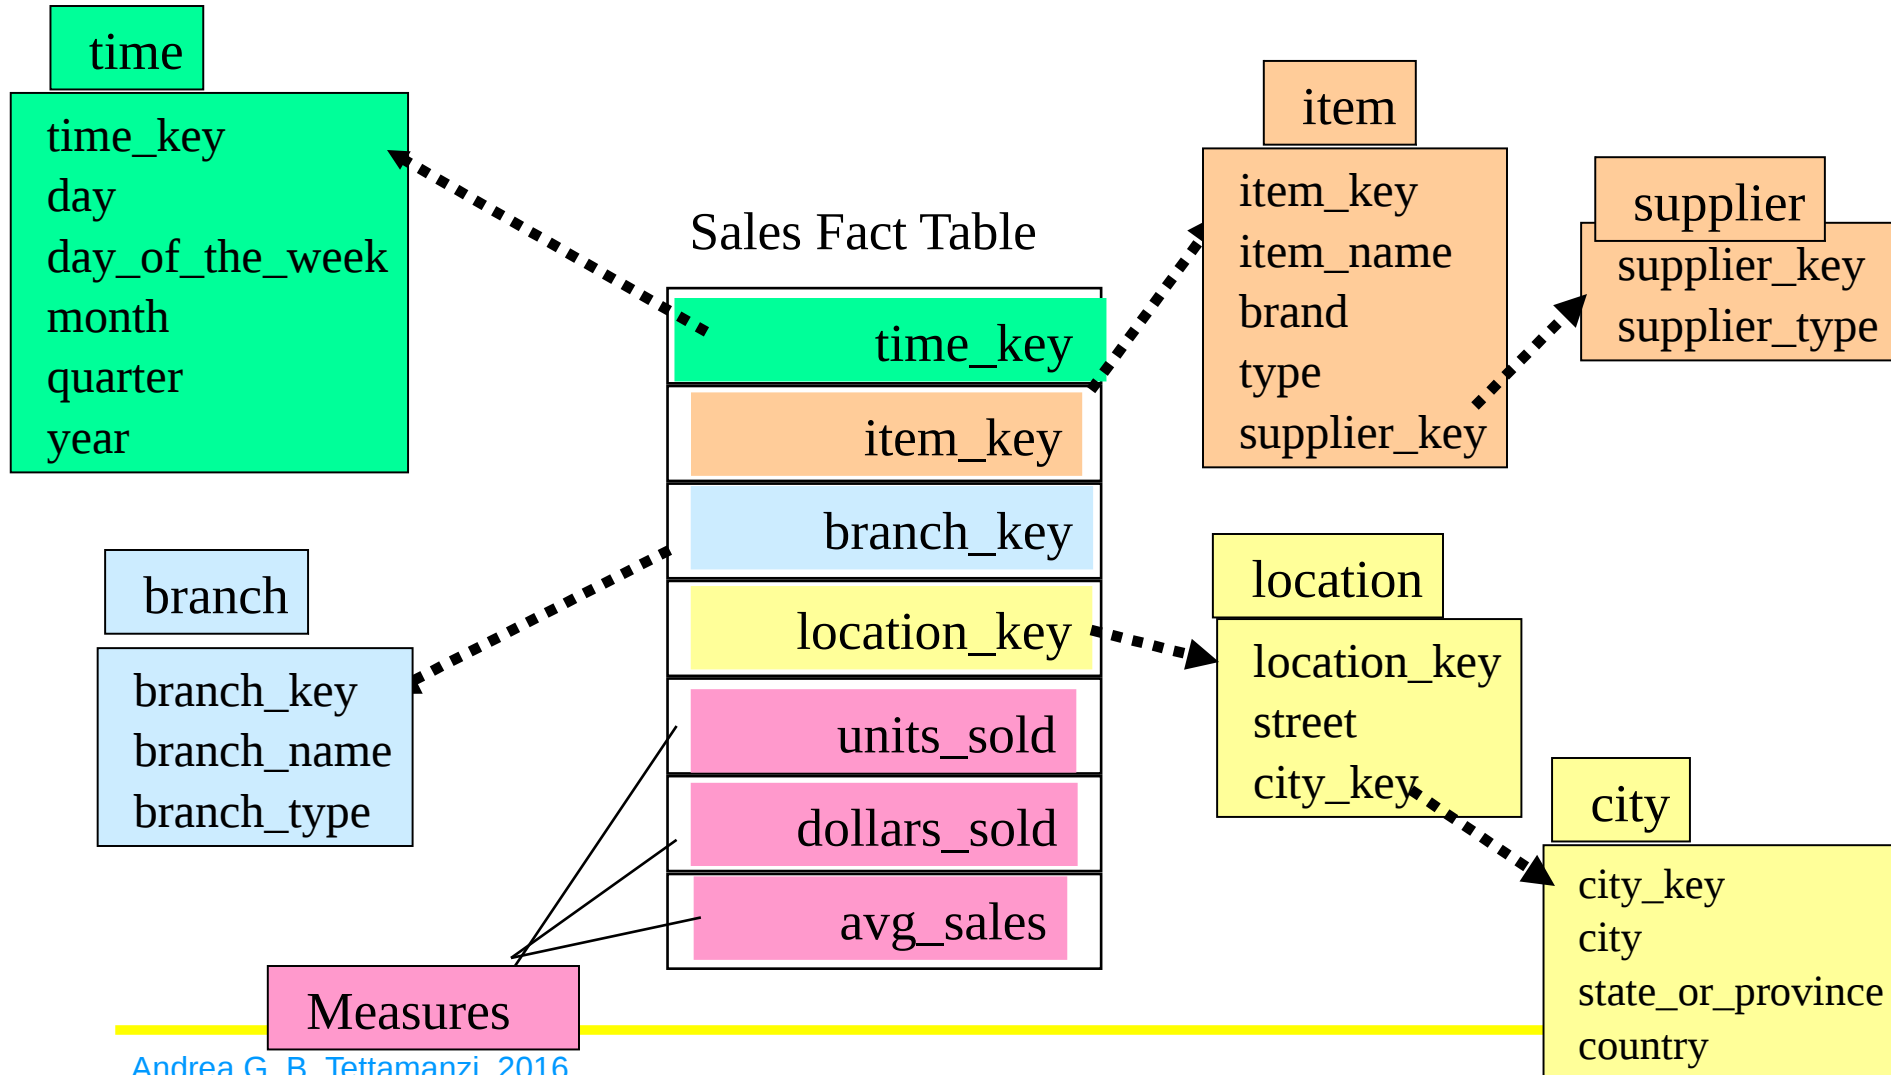 time
time_key
day
day_of_the_week
month
quarter
year
branch
branch_key
branch_name
branch_type
Sales Fact Table
time_key
item_key
branch_key
location_key
units_sold
dollars_sold
avg_sales
Measures
item
item_key
item_name
brand
type
supplier_key
supplier
supplier_key
supplier_type
location
location_key
street
city_key
city
city_key
city
state_or_province
country
Andrea G. B. Tettamanzi, 2016